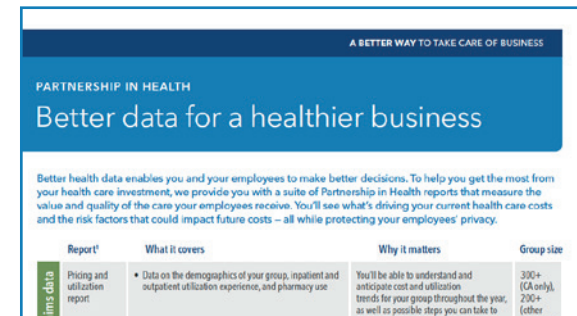 A BETTER WAY TO TAKE CARE OF BUSINESS
PARTNERSHIP IN HEALTH
Better data for a healthier business
Better health data enables you and your employees to make better decisions. To help you get the most from
your health care investment, we provide you with a suite of Partnership in Health reports that measure the
value and quality of the care your employees receive. You'll see what's driving your current health care costs
and the risk factors that could impact future costs – all while protecting your employees' privacy.
Report¹ What it covers Why it matters Group size
Pricing and
utilization
report
• Data on the demographics of your group, inpatient and
outpatient utilization experience, and pharmacy use
You'll be able to understand and
anticipate cost and utilization
trends for your group throughout the year,
as well as possible steps you can take to
300+
(CA only),
200+
(other
ims data